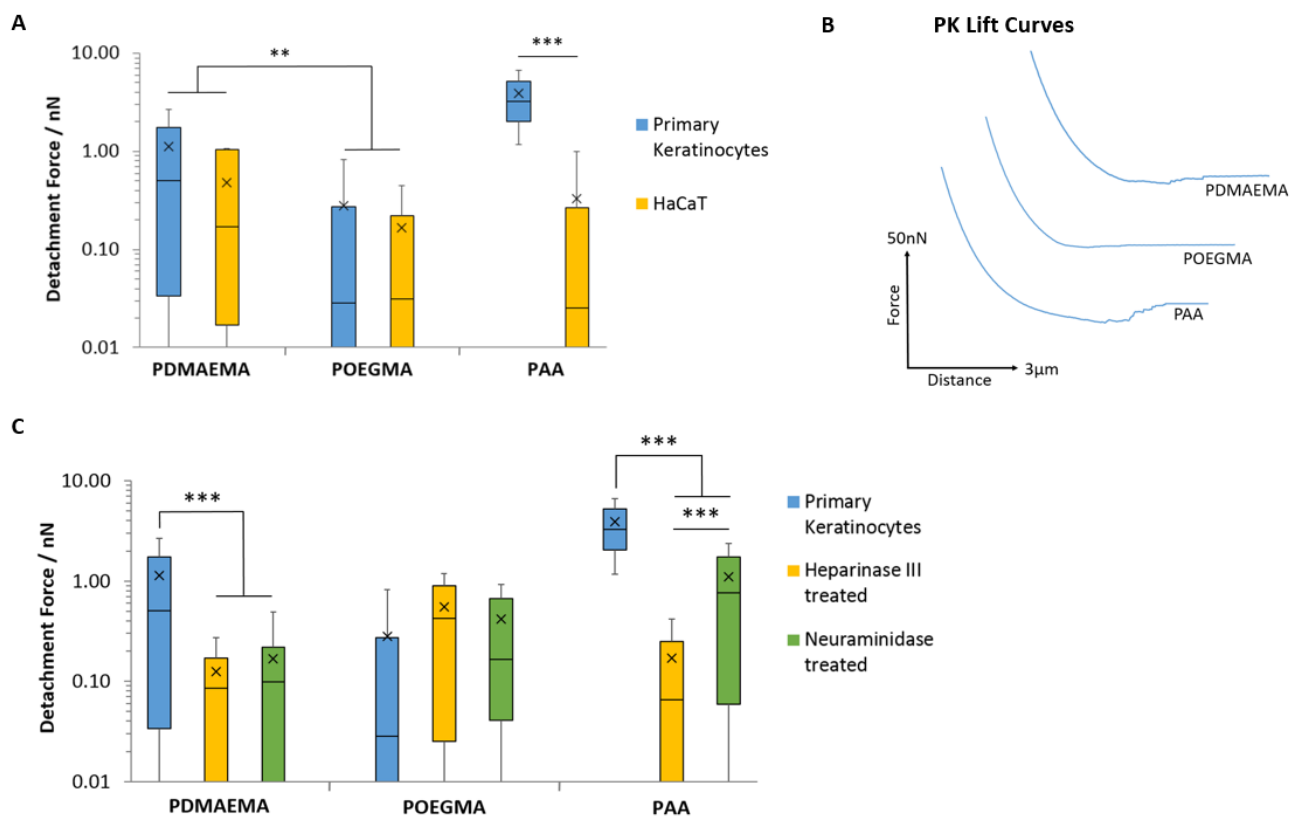 A
Detachment Force / nN
10.00
1.00
0.10
0.01
**
***
PDMAEMA
POEGMA
PAA
Primary
Keratinocytes
HaCaT
B
PK Lift Curves
PDMAEMA
POEGMA
PAA
50nN
Force
Distance
3μm
C
Detachment Force / nN
10.00
1.00
0.10
0.01
***
***
***
PDMAEMA
POEGMA
PAA
Primary
Keratinocytes
Heparinase III
treated
Neuraminidase
treated